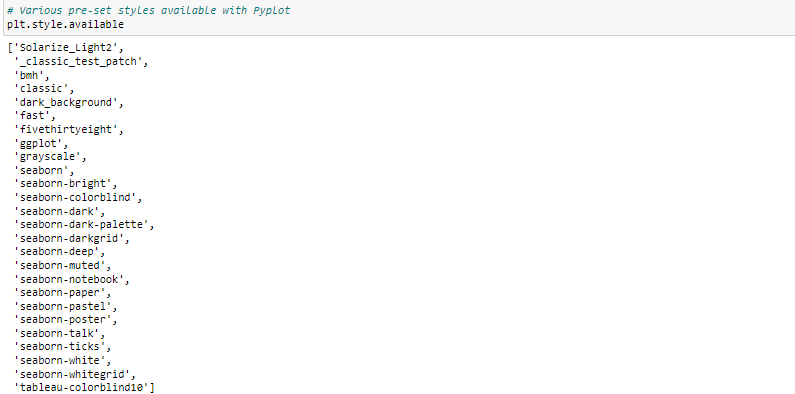 # Various pre-set styles available with Pyplot
plt.style.available
['Solarize_Light2',
'_classic_test_patch',
'bmh',
'classic',
'dark_background',
'fast',
'fivethirtyeight',
'ggplot',
'grayscale',
'seaborn',
'seaborn-bright',
'seaborn-colorblind',
'seaborn-dark',
'seaborn-dark-palette',
'seaborn-darkgrid',
'seaborn-deep',
'seaborn-muted',
'seaborn-notebook',
'seaborn-paper',
'seaborn-pastel',
'seaborn-poster',
'seaborn-talk',
'seaborn-ticks',
'seaborn-white',
'seaborn-whitegrid',
'tableau-colorblind10']